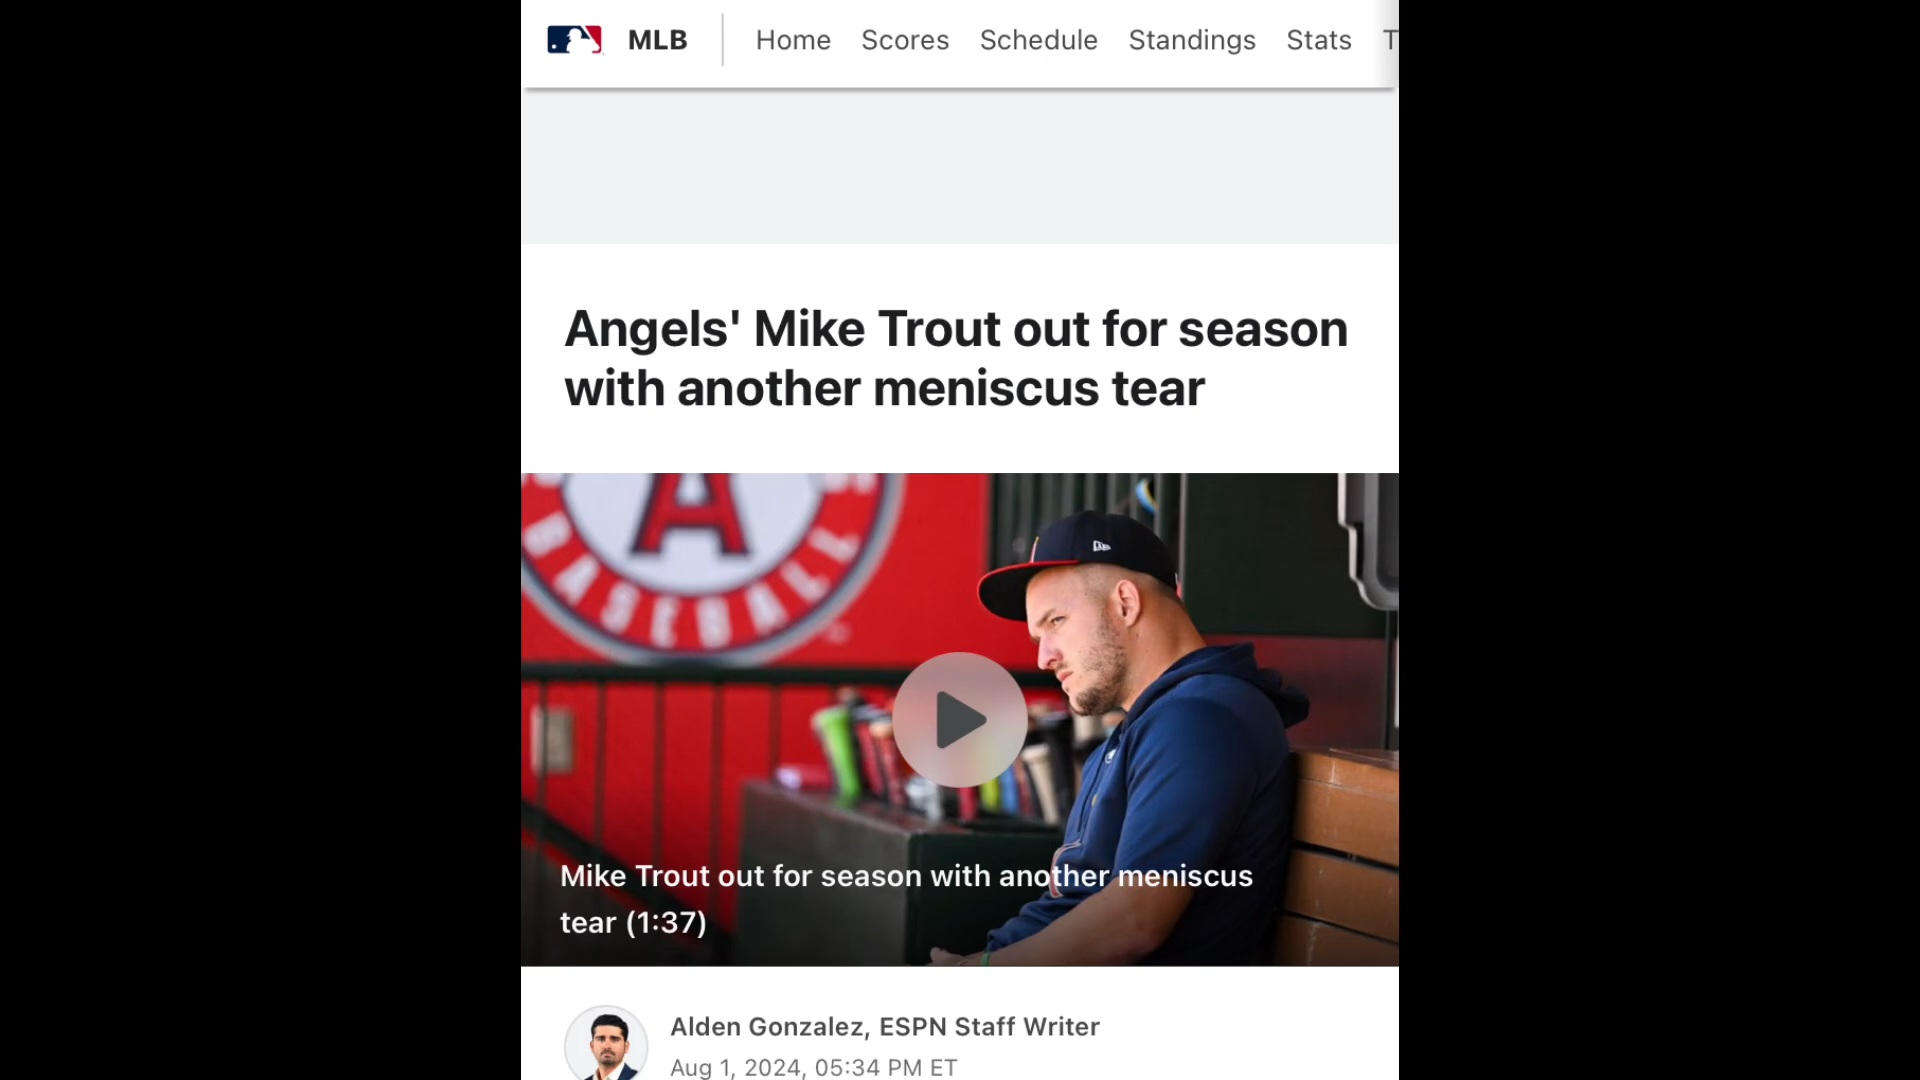 MLB Home Scores Schedule Standings Stats T
Angels' Mike Trout out for season
with another meniscus tear
A
BASEBALL
Mike Trout out for season with another meniscus
tear (1:37)
Alden Gonzalez, ESPN Staff Writer
Aug 1, 2024, 05:34 PM ET